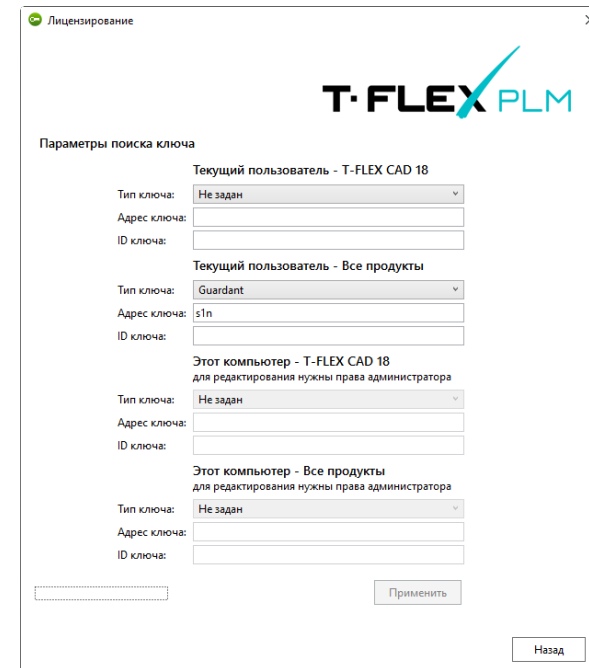 Лицензирование
T·FLEX PLM
Параметры поиска ключа
Текущий пользователь - T-FLEX CAD 18
Тип ключа: Не задан
Адрес ключа:
ID ключа:
Текущий пользователь - Все продукты
Тип ключа: Guardant
Адрес ключа: s1n
ID ключа:
Этот компьютер - T-FLEX CAD 18
для редактирования нужны права администратора
Тип ключа: Не задан
Адрес ключа:
ID ключа:
Этот компьютер - Все продукты
для редактирования нужны права администратора
Тип ключа: Не задан
Адрес ключа:
ID ключа:
Применить
Назад